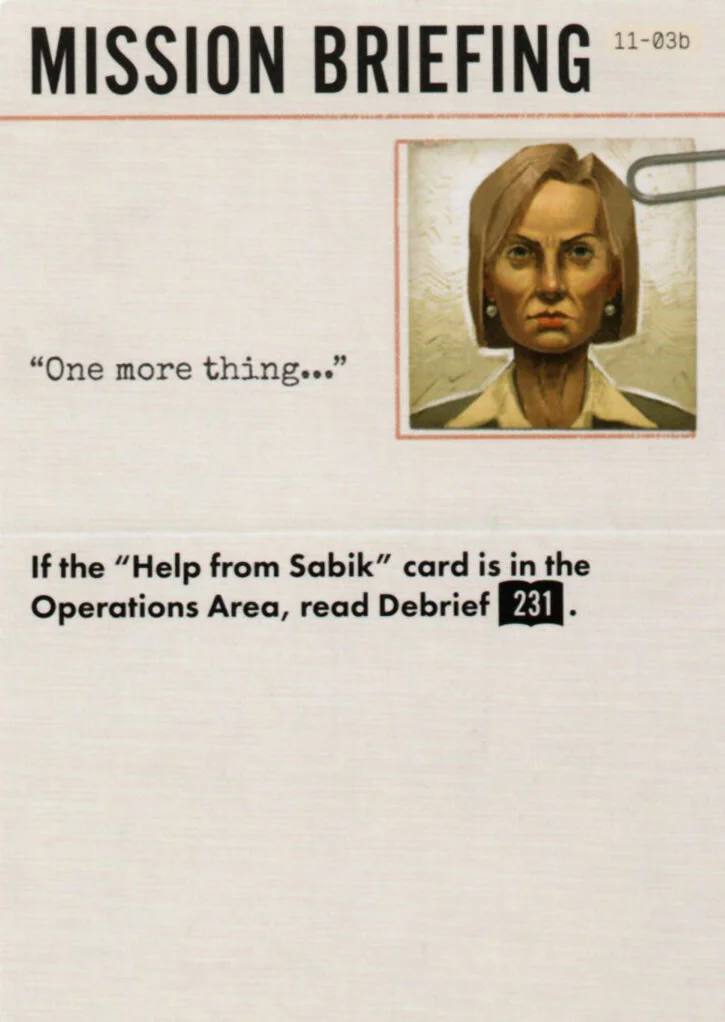 MISSION BRIEFING
11-03b
“One more thing...”
If the “Help from Sabik” card is in the
Operations Area, read Debrief 231.